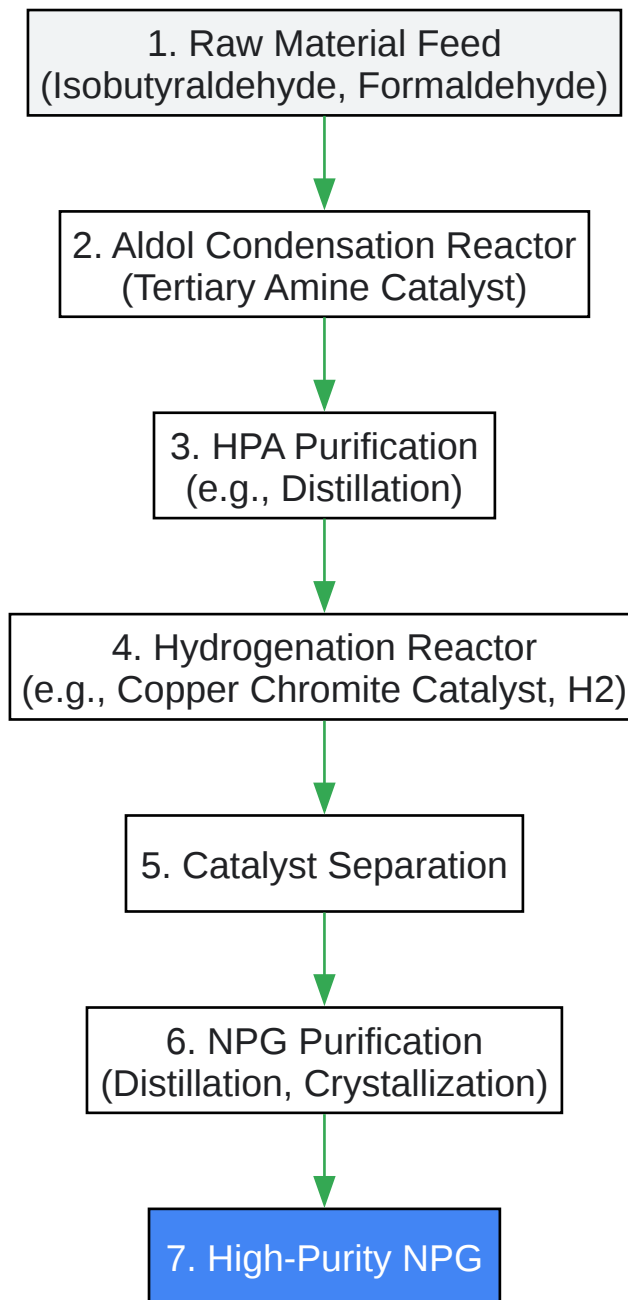 1. Raw Material Feed
(Isobutyraldehyde, Formaldehyde)
2. Aldol Condensation Reactor
(Tertiary Amine Catalyst)
3. HPA Purification
(e.g., Distillation)
4. Hydrogenation Reactor
(e.g., Copper Chromite Catalyst, H2)
5. Catalyst Separation
6. NPG Purification
(Distillation, Crystallization)
7. High-Purity NPG